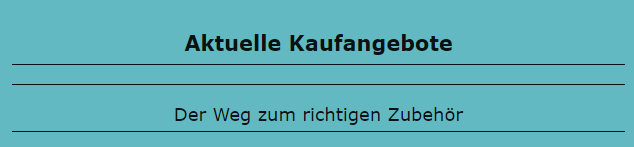 Aktuelle Kaufangebote
Der Weg zum richtigen Zubehör